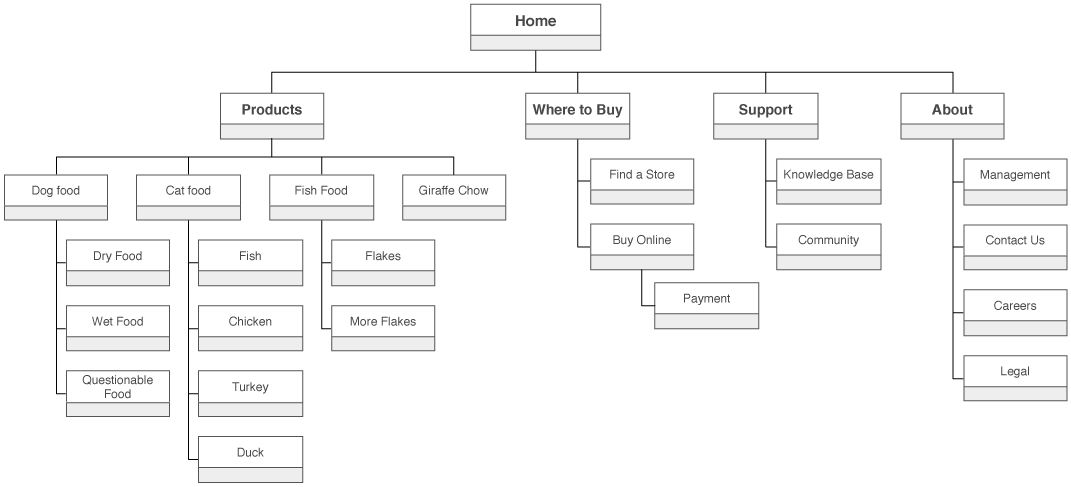 Home
Products
Where to Buy
Support
About
Dog food
Cat food
Fish Food
Giraffe Chow
Find a Store
Knowledge Base
Management
Dry Food
Fish
Flakes
Buy Online
Community
Contact Us
Payment
Wet Food
Chicken
More Flakes
Careers
Questionable
Food
Turkey
Legal
Duck